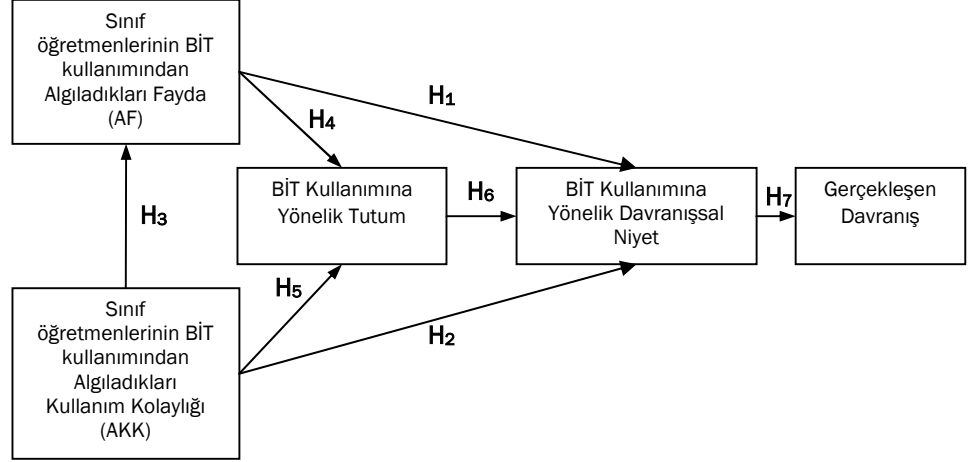 Sınıf
öğretmenlerinin BİT
kullanımından
Algıladıkları Fayda
(AF)
H1
H4
BİT Kullanımına
Yönelik Tutum
H6
BİT Kullanımına
Yönelik Davranışsal
Niyet
H7
Gerçekleşen
Davranış
H3
H5
H2
Sınıf
öğretmenlerinin BİT
kullanımından
Algıladıkları
Kullanım Kolaylığı
(AKK)